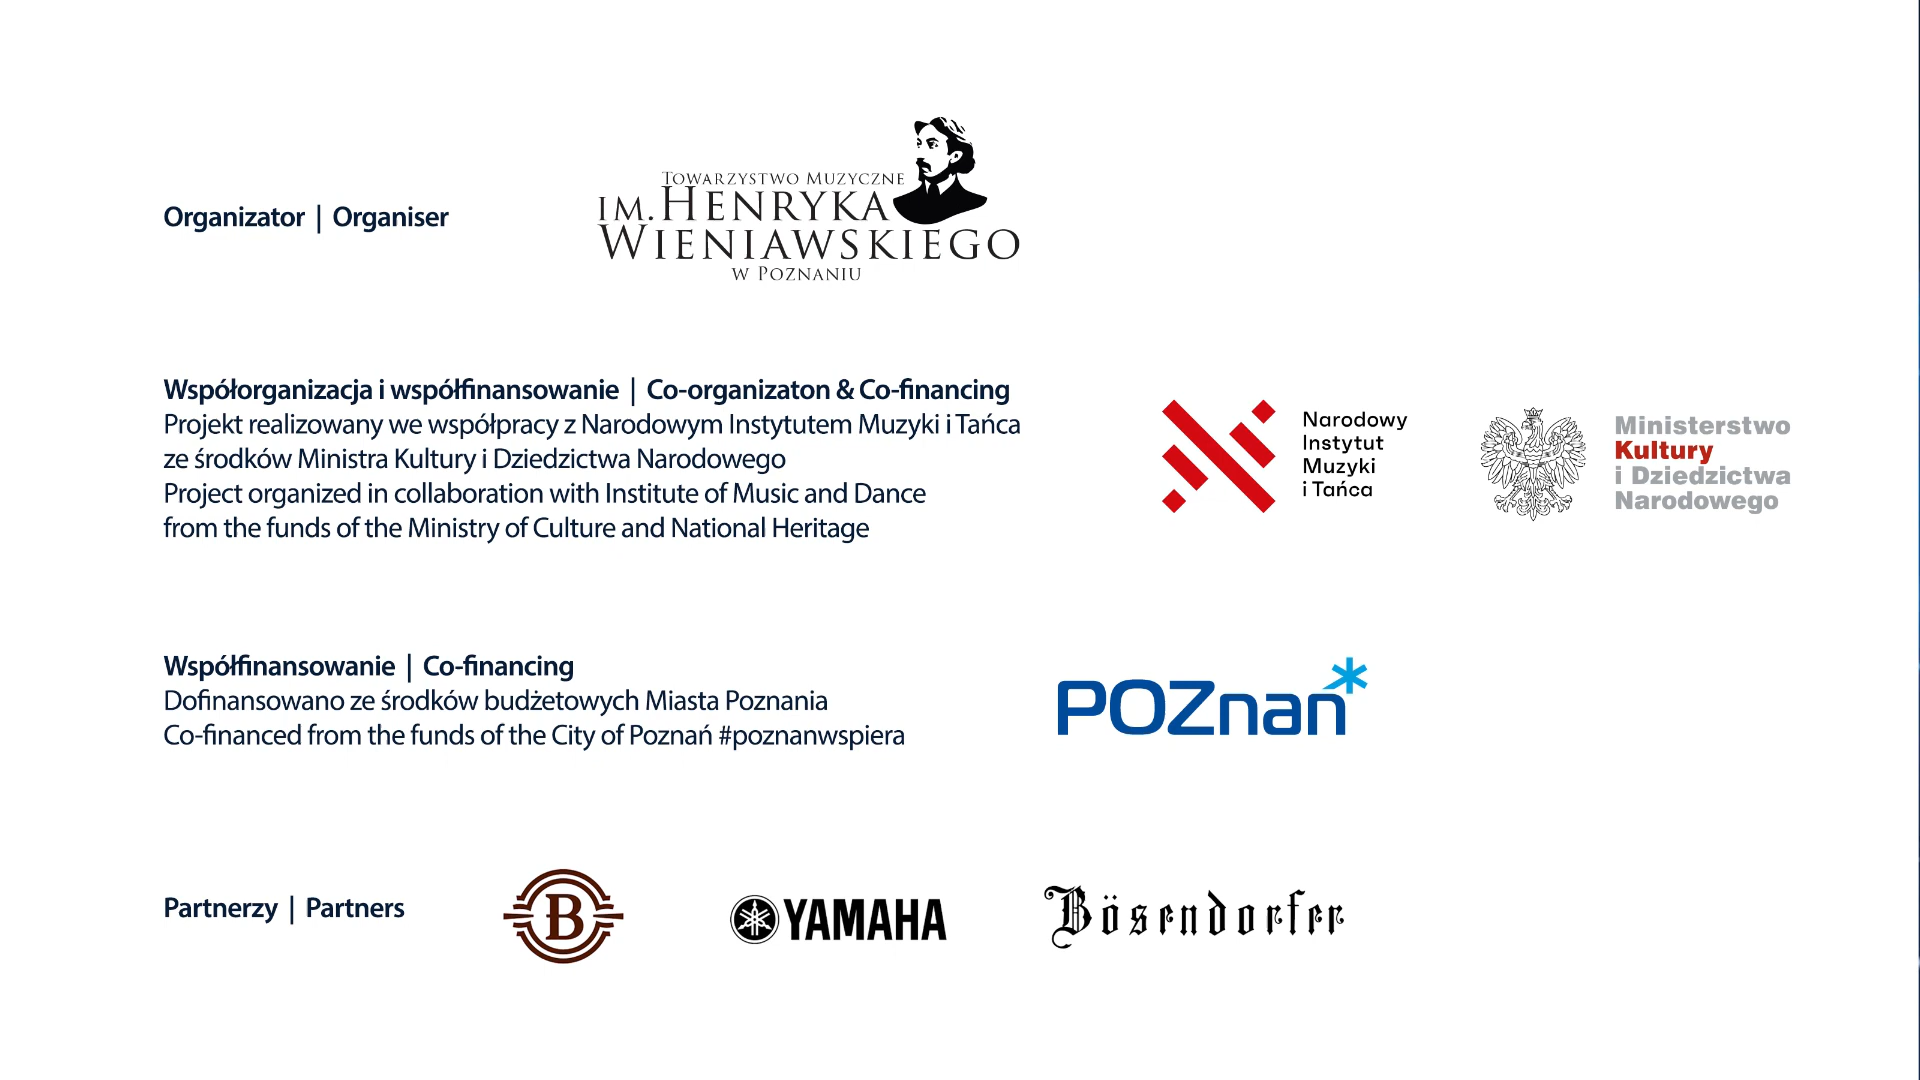 Organizator | Organiser
Towarzystwo Muzyczne
im. Henryka
Wieniawskiego
w Poznaniu
Współorganizacja i współfinansowanie | Co-organizaton & Co-financing
Projekt realizowany we współpracy z Narodowym Instytutem Muzyki i Tańca
ze środków Ministra Kultury i Dziedzictwa Narodowego
Project organized in collaboration with Institute of Music and Dance
from the funds of the Ministry of Culture and National Heritage
Narodowy
Instytut
Muzyki
i Tańca
Ministerstwo
Kultury
i Dziedzictwa
Narodowego
Współfinansowanie | Co-financing
Dofinansowano ze środków budżetowych Miasta Poznania
Co-financed from the funds of the City of Poznań #poznanwspiera
POZnań
Partnerzy | Partners
B
YAMAHA
Bösendorfer